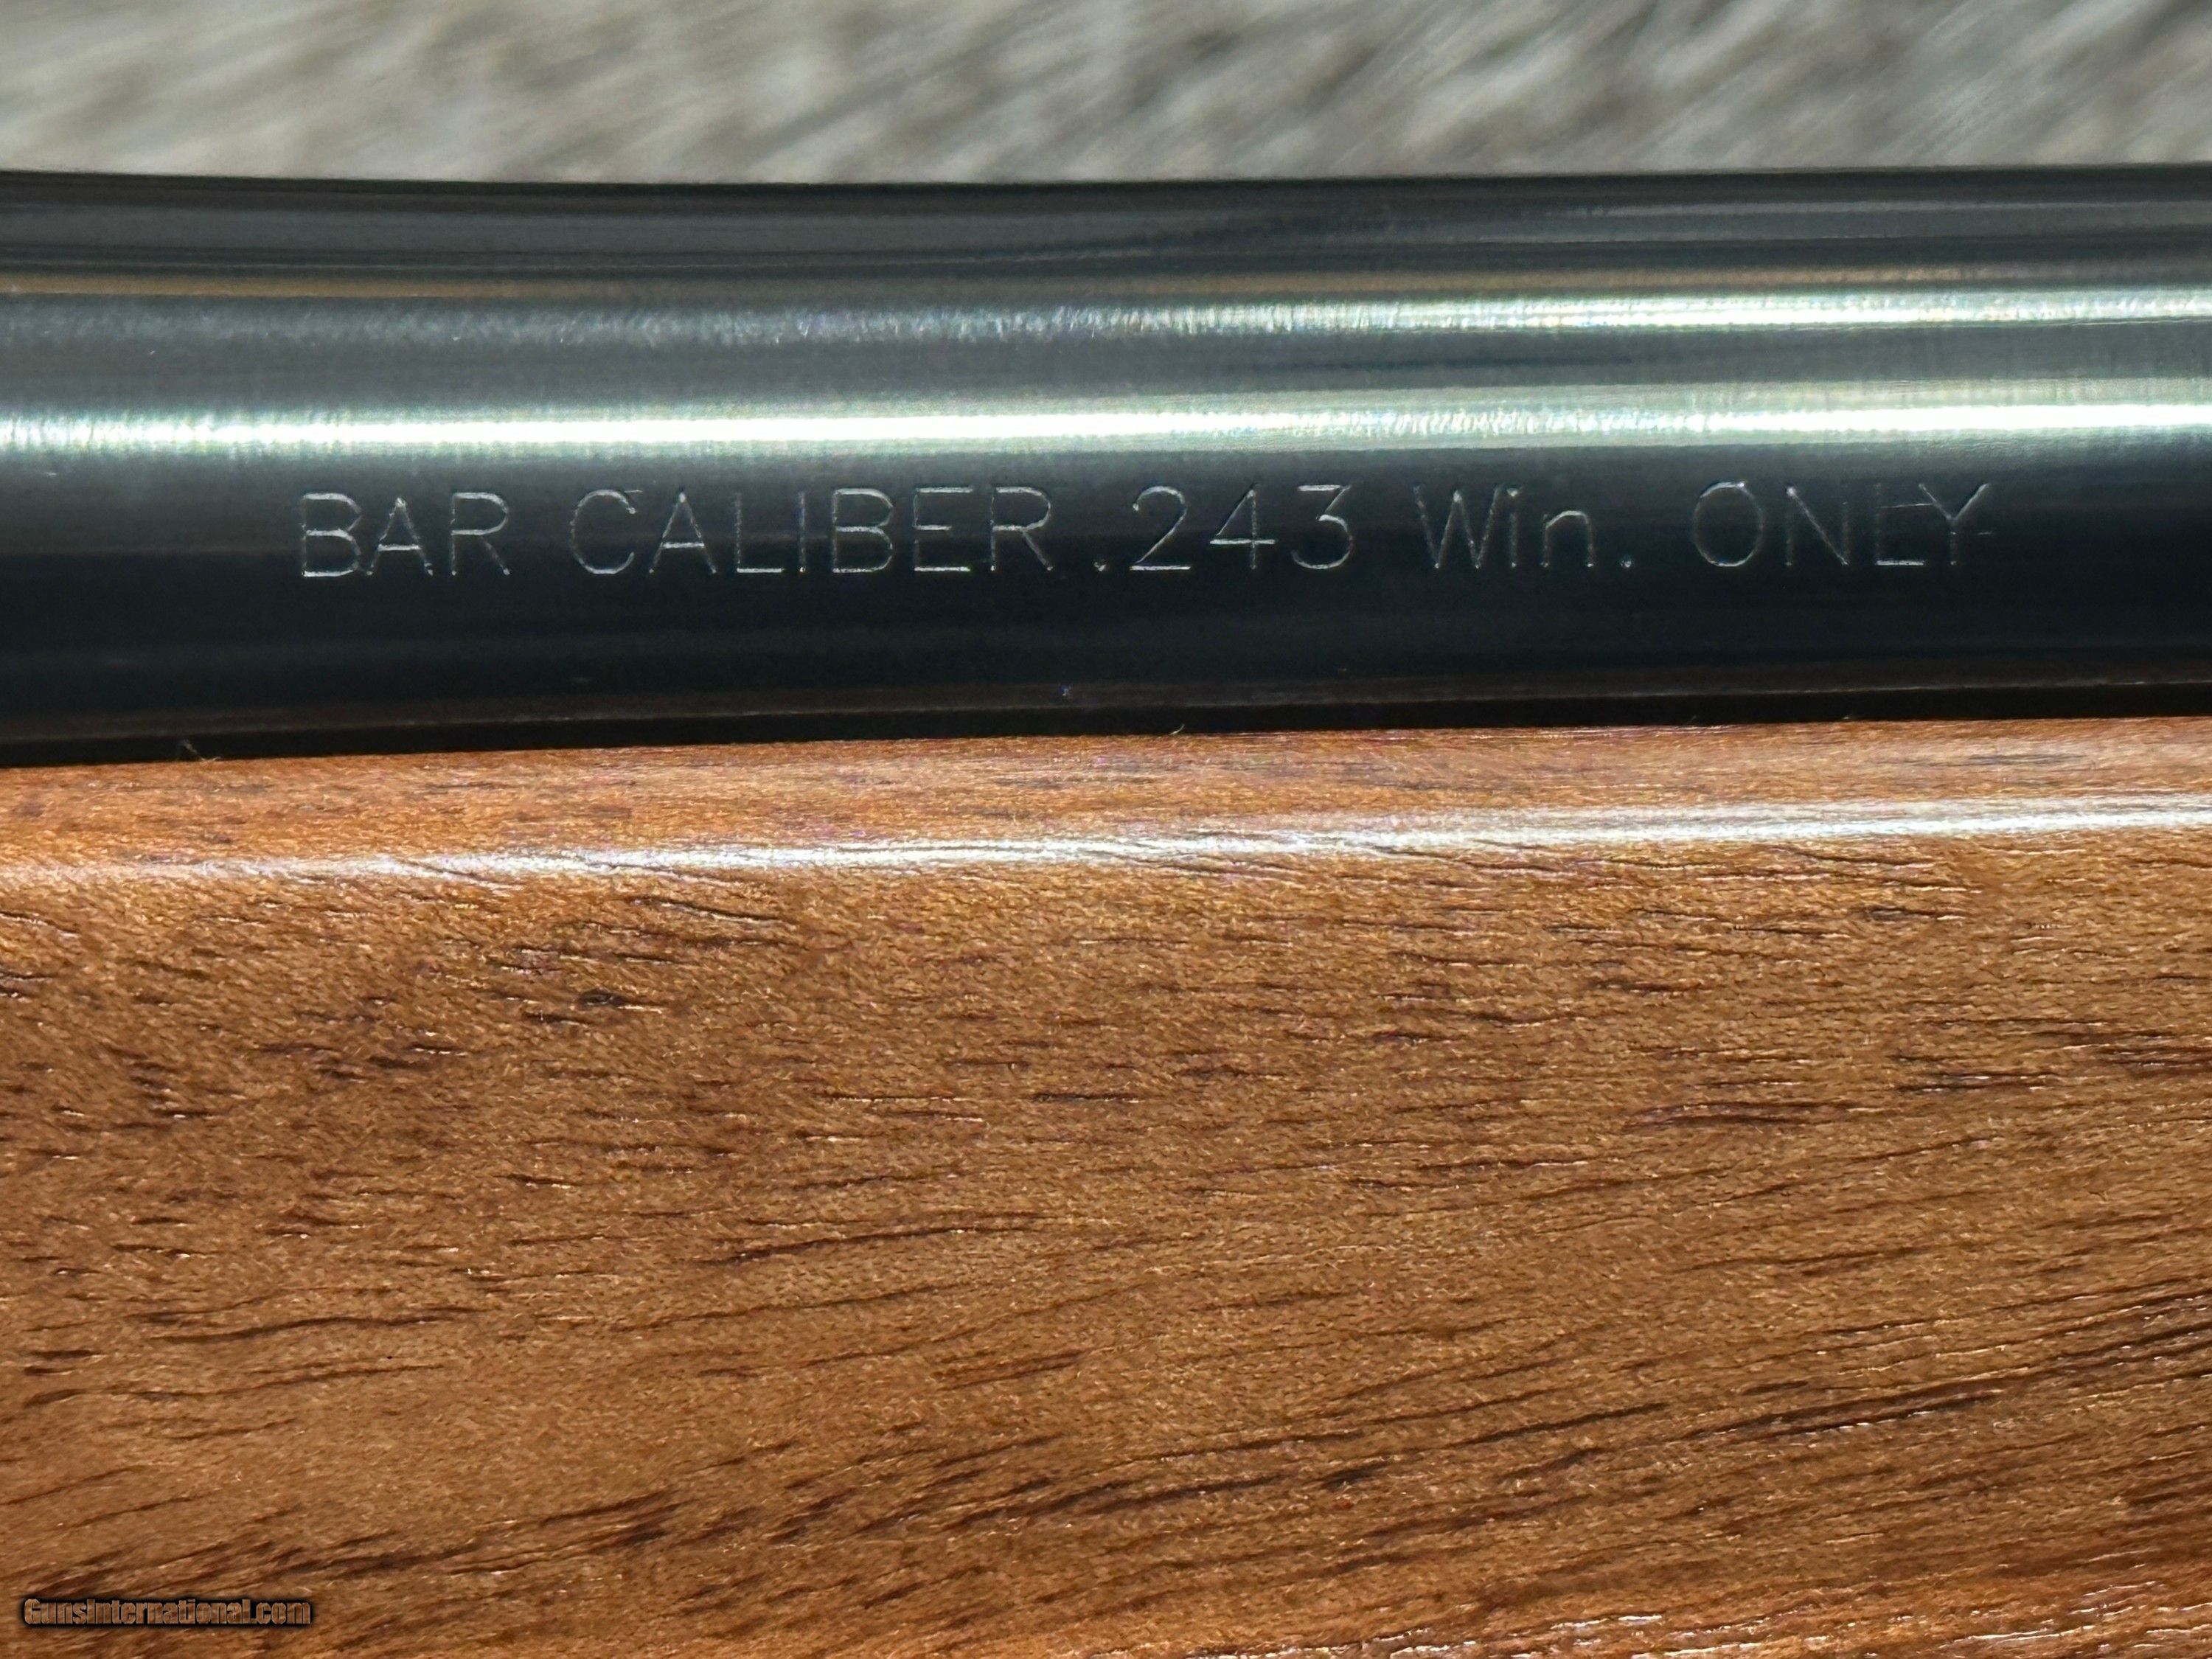 BAR CALIBER .243 Win. ONLY
GunsInternational.com